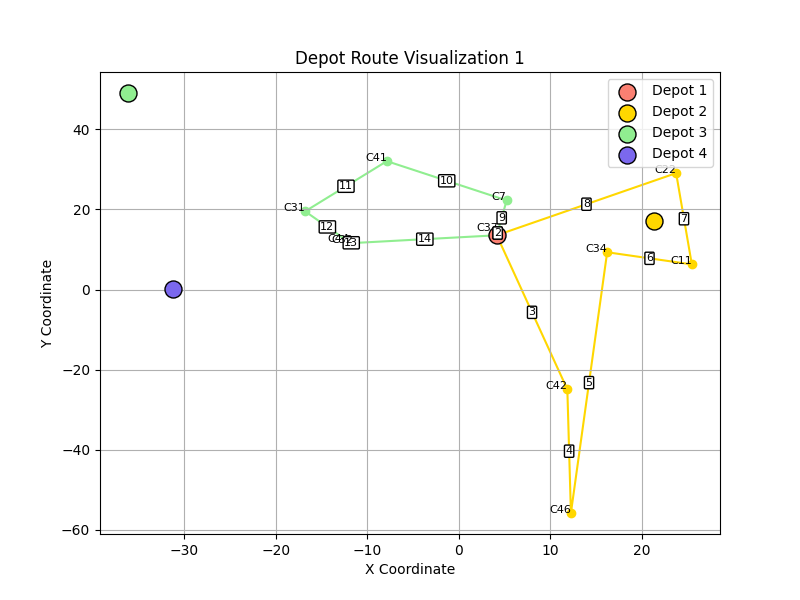 Depot Route Visualization 1
Depot 1
Depot 2
Depot 3
Depot 4
Y Coordinate
40
20
0
−20
−40
−60
C41
C22
10
11
C7
8
C31
9
7
12
2
14
13
C34
6
C11
3
C42
5
4
C46
−30
−20
−10
0
10
20
X Coordinate